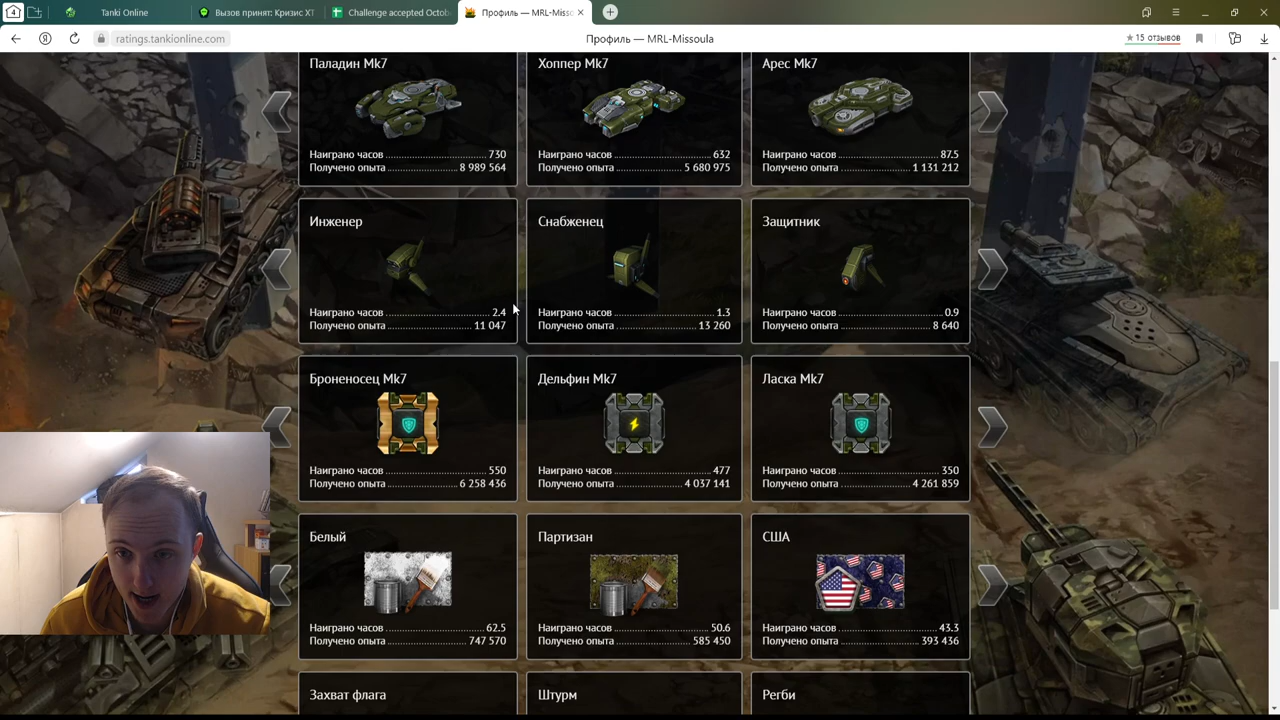 4
Tanki Online
Вызов принят: Кризис XT
Challenge accepted Octob
Профиль — MRL-Misso
ratings.tankionline.com
Профиль — MRL-Missoula
15 отзывов
Паладин Mk7
Хоппер Mk7
Арес Mk7
Наиграно часов 730
Получено опыта 8 989 564
Наиграно часов 632
Получено опыта 5 680 975
Наиграно часов 87.5
Получено опыта 1 131 212
Инженер
Снабженец
Защитник
Наиграно часов 2.4
Получено опыта 11 047
Наиграно часов 1.3
Получено опыта 13 260
Наиграно часов 0.9
Получено опыта 8 640
Броненосец Mk7
Дельфин Mk7
Ласка Mk7
Наиграно часов 550
Получено опыта 6 258 436
Наиграно часов 477
Получено опыта 4 037 141
Наиграно часов 350
Получено опыта 4 261 859
Белый
Партизан
США
Наиграно часов 62.5
Получено опыта 747 570
Наиграно часов 50.6
Получено опыта 585 450
Наиграно часов 43.3
Получено опыта 393 436
Захват флага
Штурм
Регби